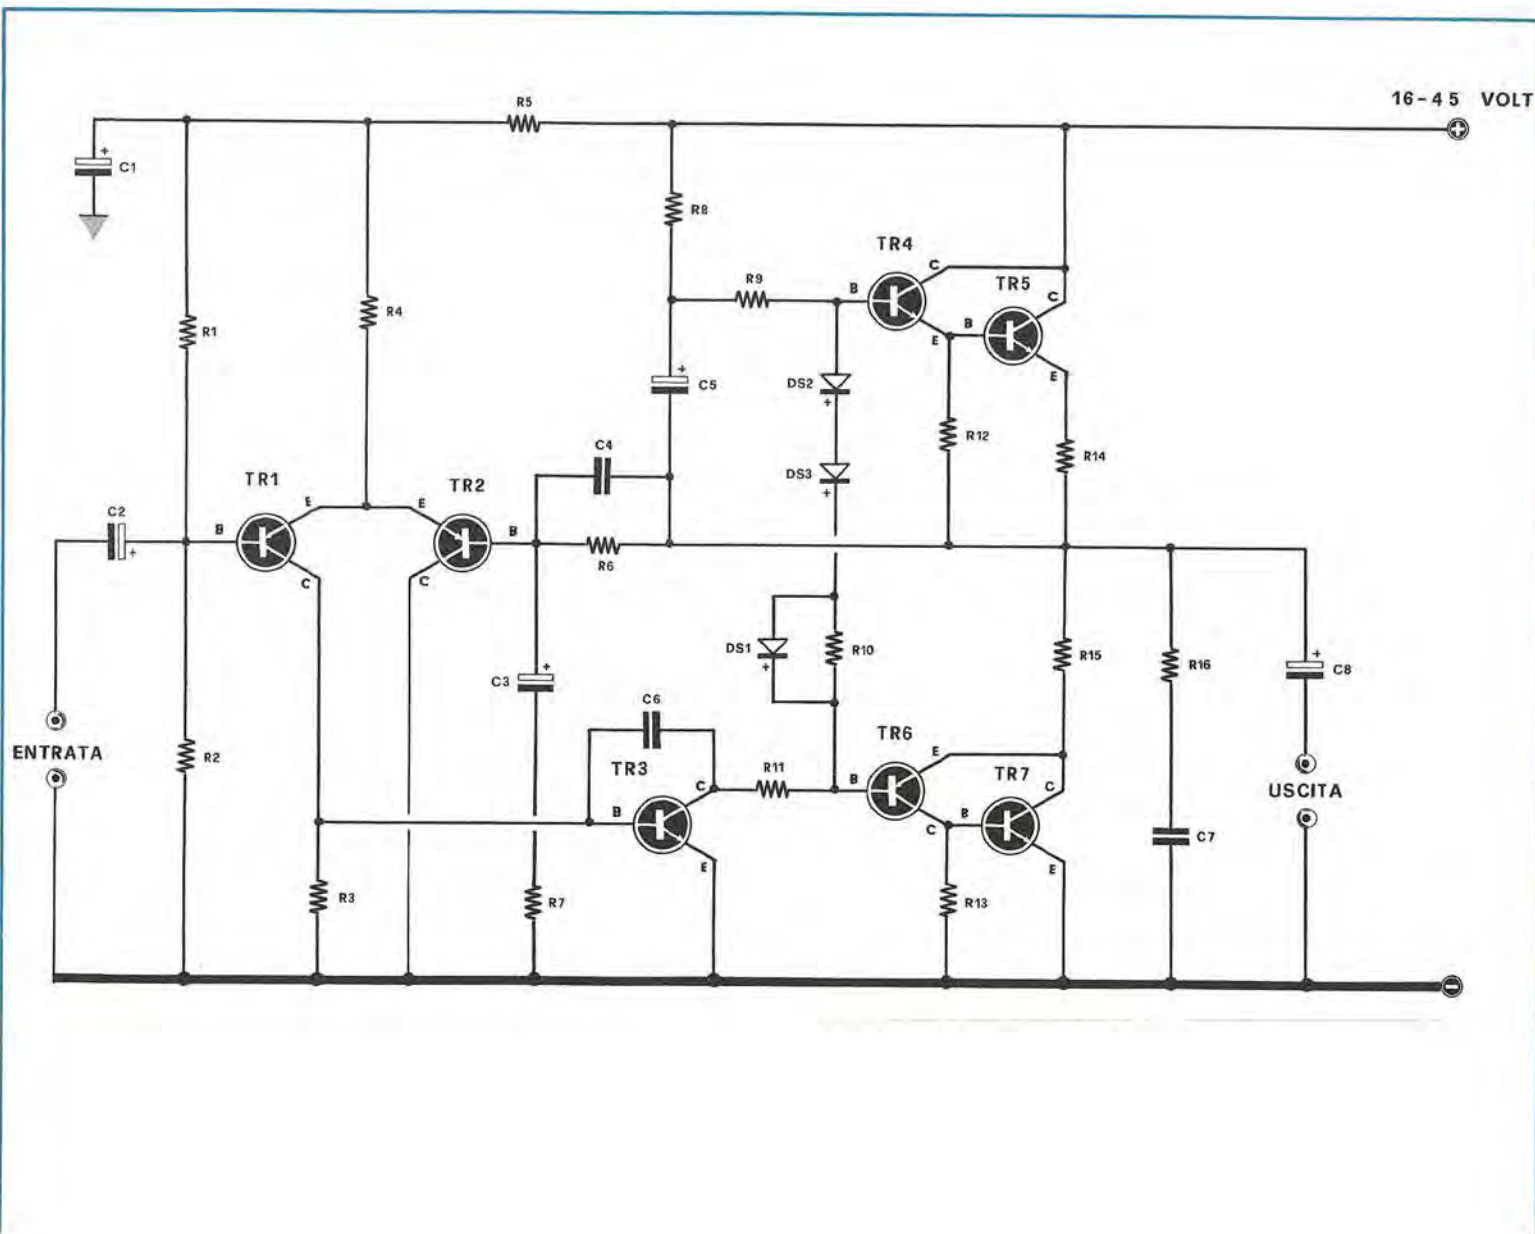 R5
16-45 VOLT
+
+
C1
R8
TR4
C
R9
TR5
B
C
R1
R4
E
B
+
C5
DS2
+
E
R12
C4
R14
DS3
+
TR1
TR2
E
E
C2
B
B
+
R6
C
C
R10
R15
DS1
+
R16
+
C8
+
C3
C6
TR6
E
ENTRATA
R2
TR3
R11
TR7
C
B
C
USCITA
B
B
C
C7
E
E
R3
R7
R13
-